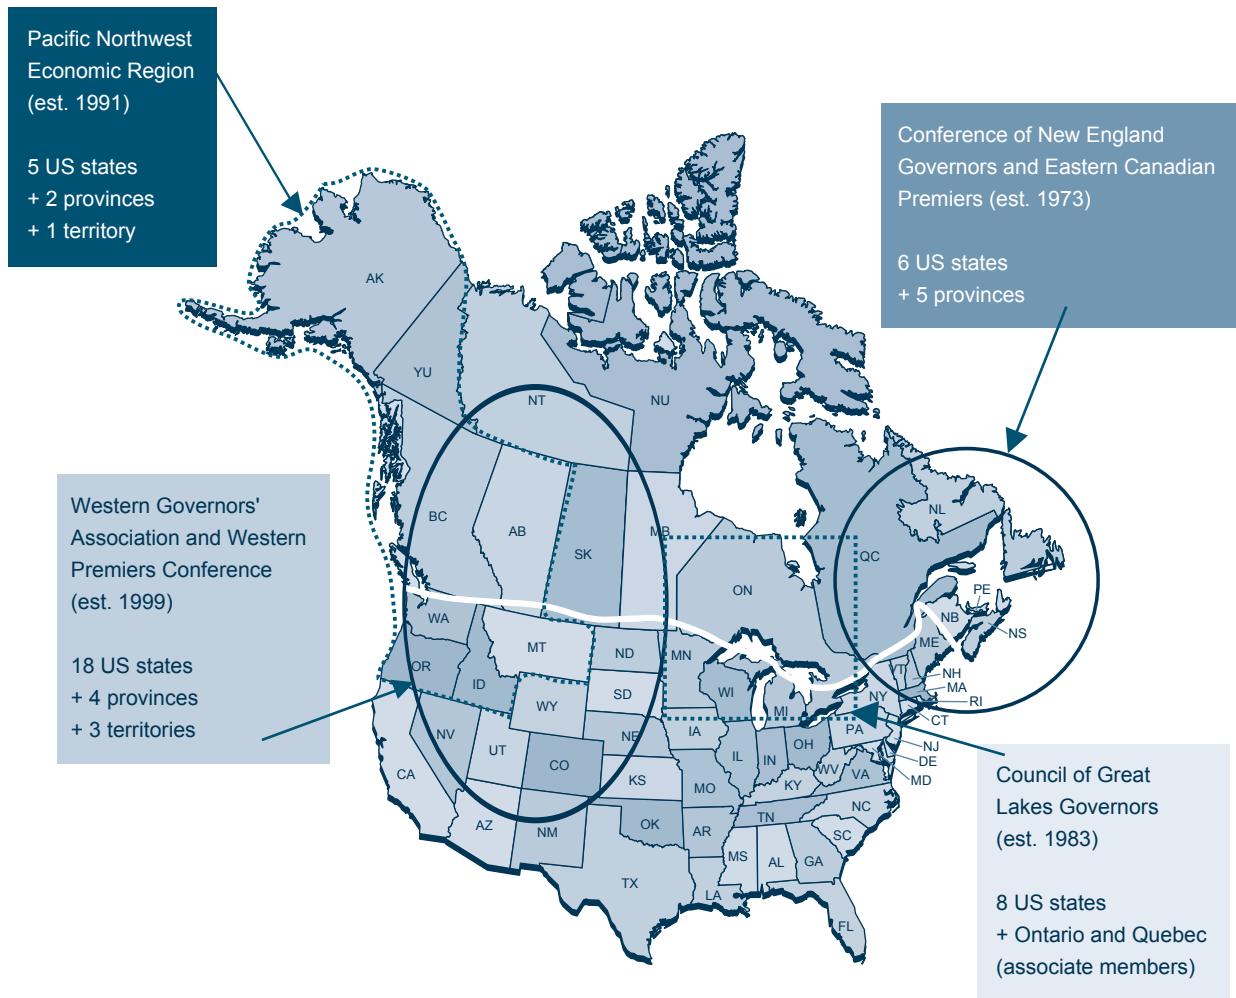 Pacific Northwest
Economic Region
(est. 1991)
5 US states
+ 2 provinces
+ 1 territory
Conference of New England
Governors and Eastern Canadian
Premiers (est. 1973)
6 US states
+ 5 provinces
Western Governors'
Association and Western
Premiers Conference
(est. 1999)
18 US states
+ 4 provinces
+ 3 territories
Council of Great
Lakes Governors
(est. 1983)
8 US states
+ Ontario and Quebec
(associate members)
AK
YU
NT
NU
BC
AB
SK
MB
ON
QC
NL
PE
NB
NS
WA
OR
ID
MT
ND
SD
MN
WI
MI
ME
VT
NH
MA
RI
CT
NY
WY
NE
IA
PA
NJ
DE
MD
CA
NV
UT
CO
KS
MO
IL
IN
OH
WV
VA
KY
AZ
NM
OK
AR
TN
NC
SC
TX
LA
MS
AL
GA
FL